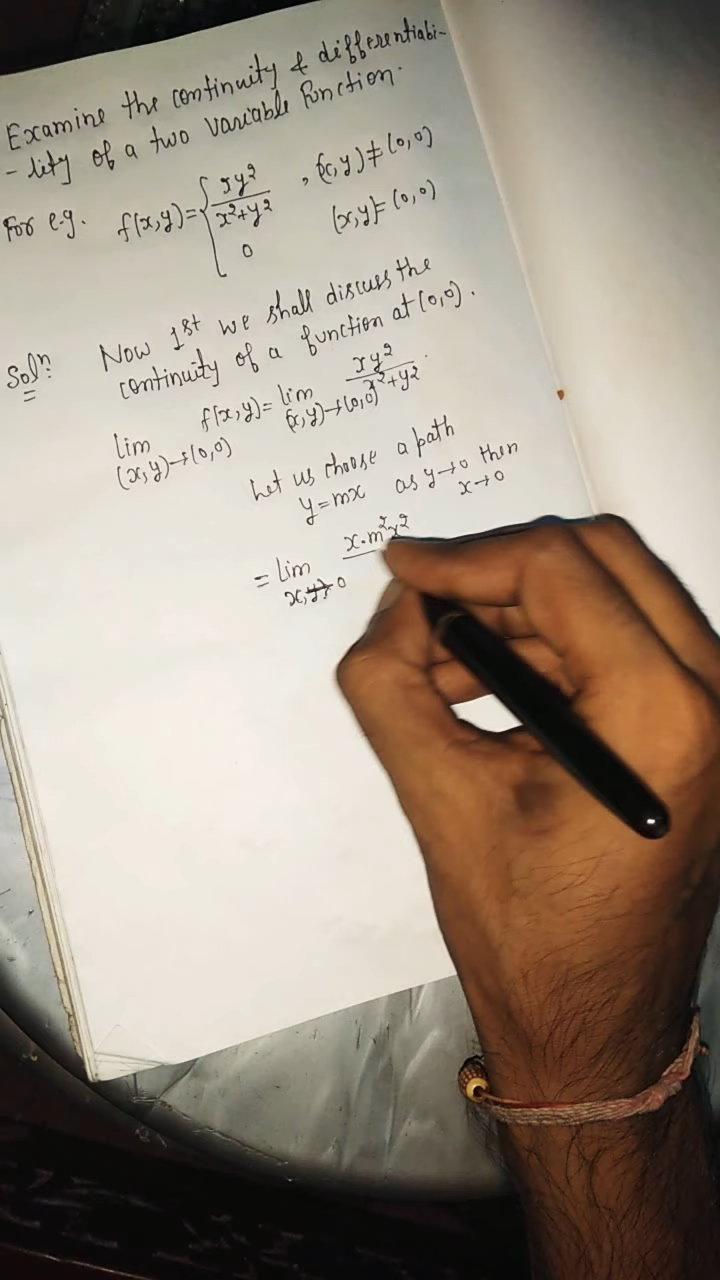 Examine the continuity & differentiabi-
-lity of a two variable function.
For e.g. f(x,y)={ xy²/x²+y² , (x,y)≠(0,0)
0 (x,y)=(0,0)
Solⁿ: Now 1st we shall discuss the
continuity of a function at (0,0).
lim (x,y)→(0,0) f(x,y)= lim (x,y)→(0,0) xy²/x²+y².
Let us choose a path
y=mx as y→0 then
x→0
= lim x→0 x·m²x²